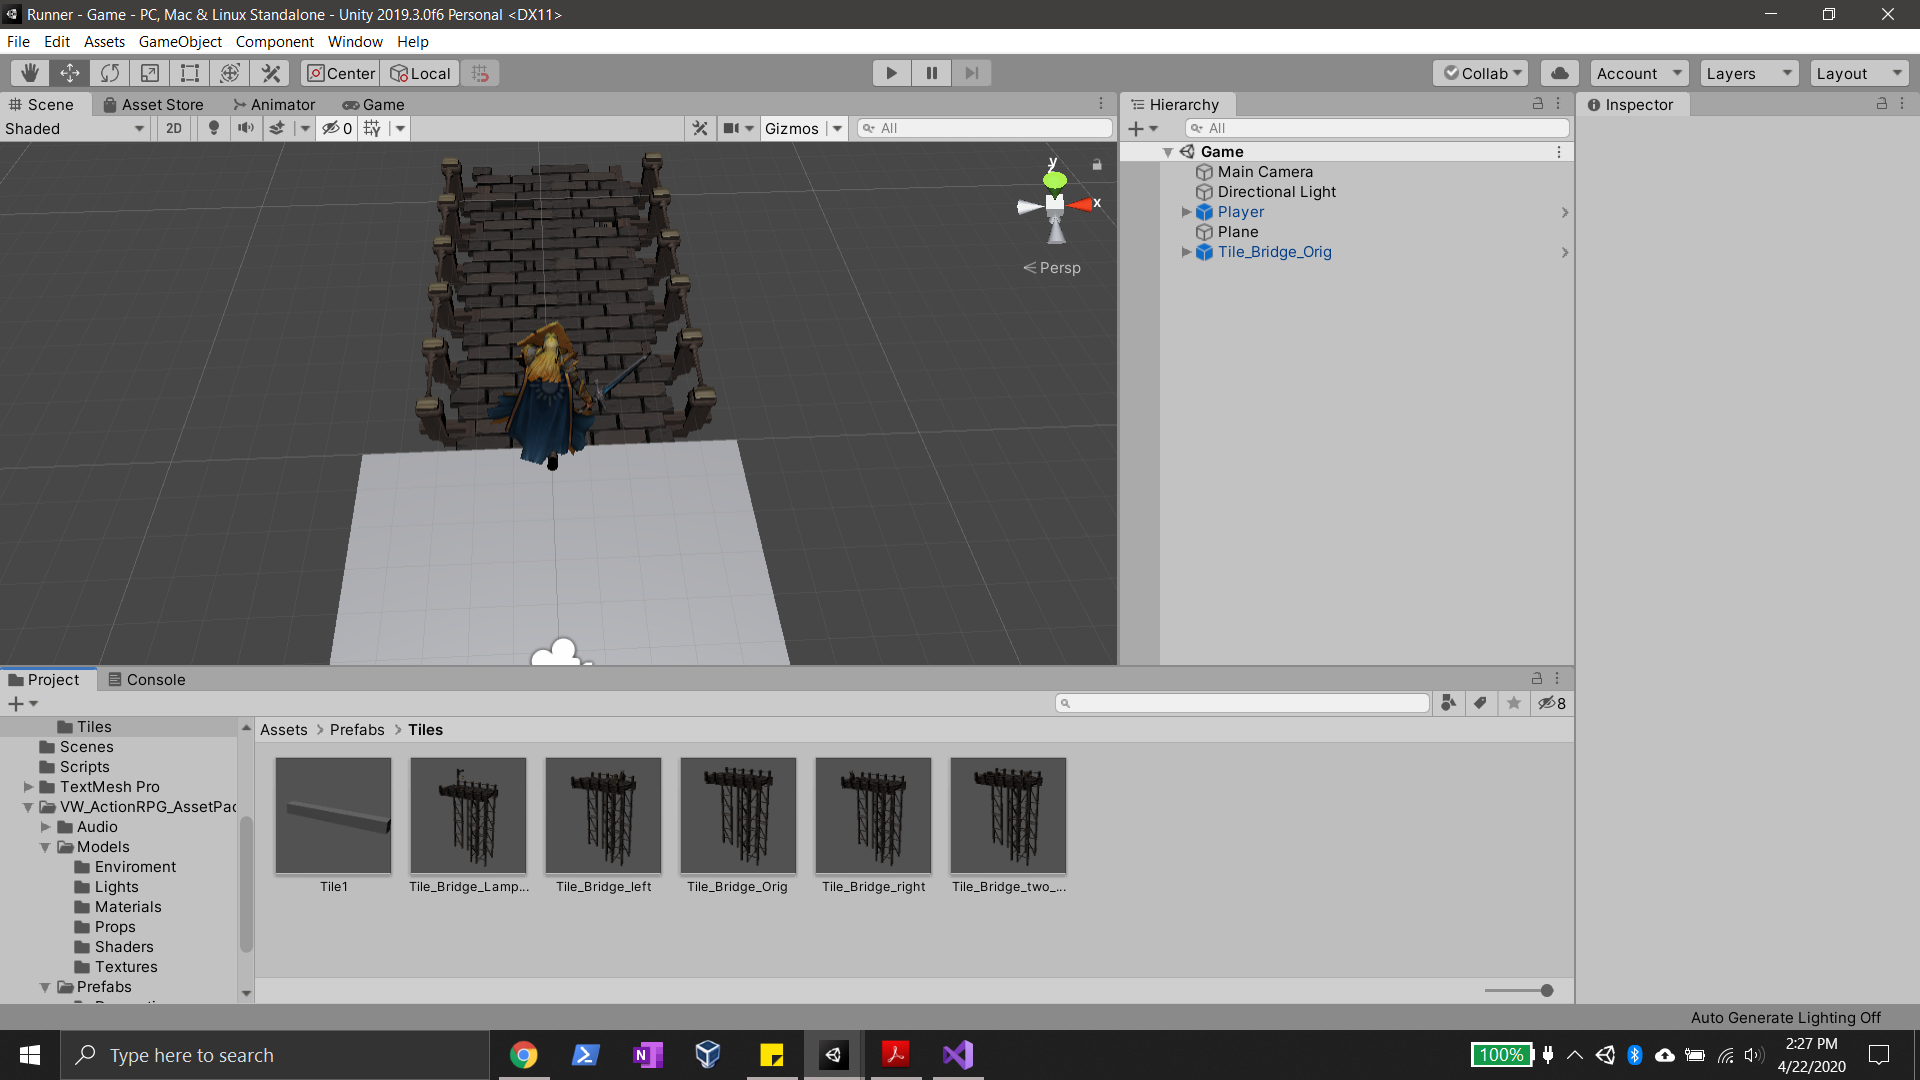 Runner - Game - PC, Mac & Linux Standalone - Unity 2019.3.0f6 Personal <DX11>
File Edit Assets GameObject Component Window Help
Center Local Collab Account Layers Layout
Scene Asset Store Animator Game
Shaded 2D 0 Gizmos All
y
x
Persp
Hierarchy
All
Game
Main Camera
Directional Light
Player
Plane
Tile_Bridge_Orig
Inspector
Project Console
8
Tiles
Scenes
Scripts
TextMesh Pro
VW_ActionRPG_AssetPac
Audio
Models
Enviroment
Lights
Materials
Props
Shaders
Textures
Prefabs
Assets > Prefabs > Tiles
Tile1 Tile_Bridge_Lamp... Tile_Bridge_left Tile_Bridge_Orig Tile_Bridge_right Tile_Bridge_two_...
Auto Generate Lighting Off
Type here to search
100%
2:27 PM
4/22/2020